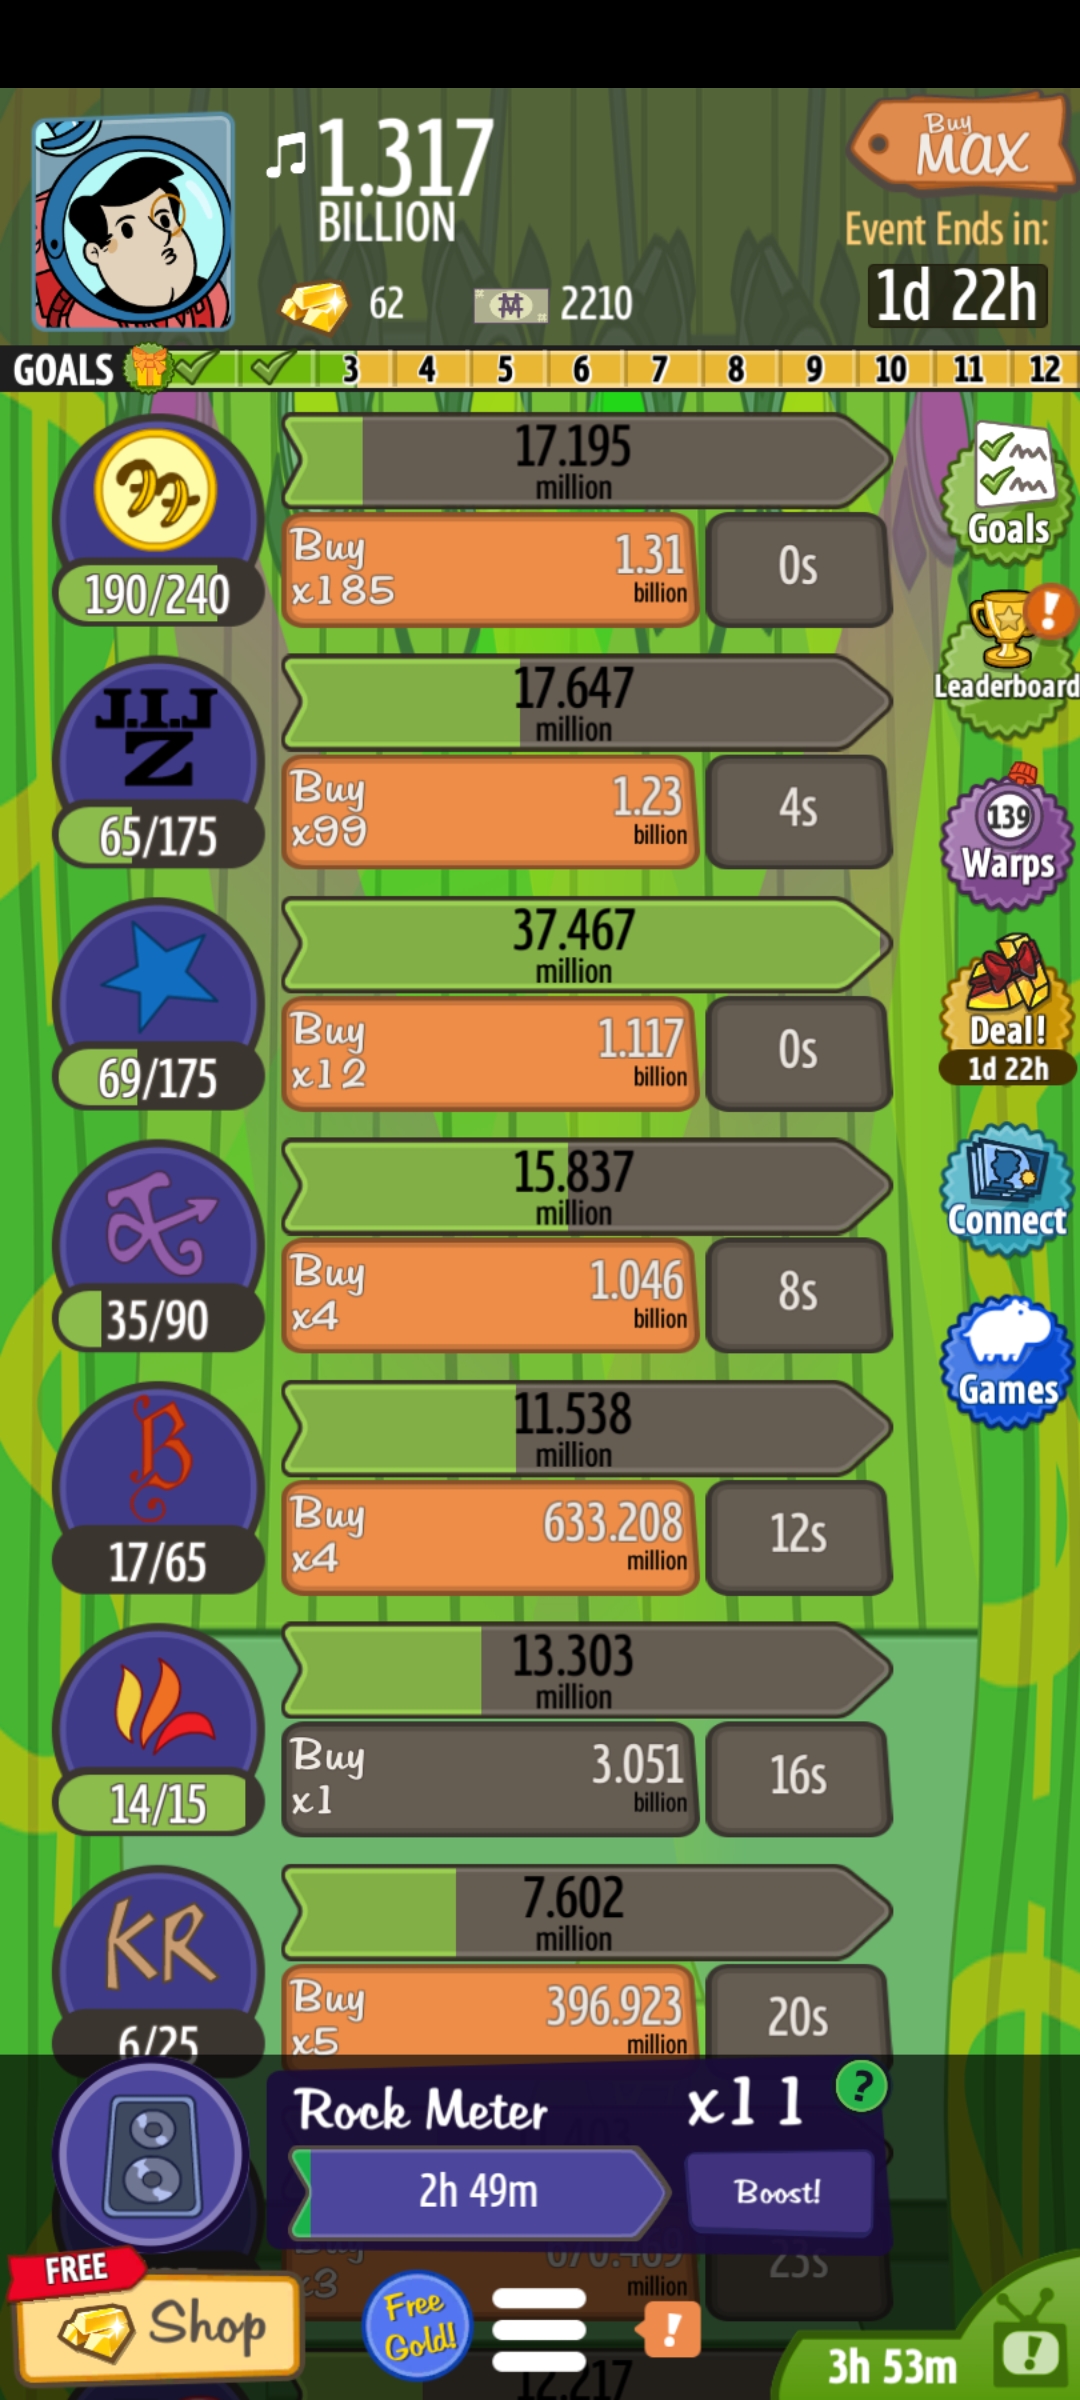 1.317
BILLION
62
2210
Buy
MAX
Event Ends in:
1d 22h
GOALS
3
4
5
6
7
8
9
10
11
12
17.195
million
190/240
Buy
x185
1.31
billion
0s
Goals
Leaderboard
J.I.J
Z
17.647
million
65/175
Buy
x99
1.23
billion
4s
139
Warps
37.467
million
69/175
Buy
x12
1.117
billion
0s
Deal!
1d 22h
15.837
million
35/90
Buy
x4
1.046
billion
8s
Connect
B
11.538
million
17/65
Buy
x4
633.208
million
12s
Games
13.303
million
14/15
Buy
x1
3.051
billion
16s
KR
7.602
million
6/25
Buy
x5
396.923
million
20s
Rock Meter
x11
?
2h 49m
Boost!
Buy
x3
million
23s
FREE
Shop
Free
Gold!
!
3h 53m
!
12.217